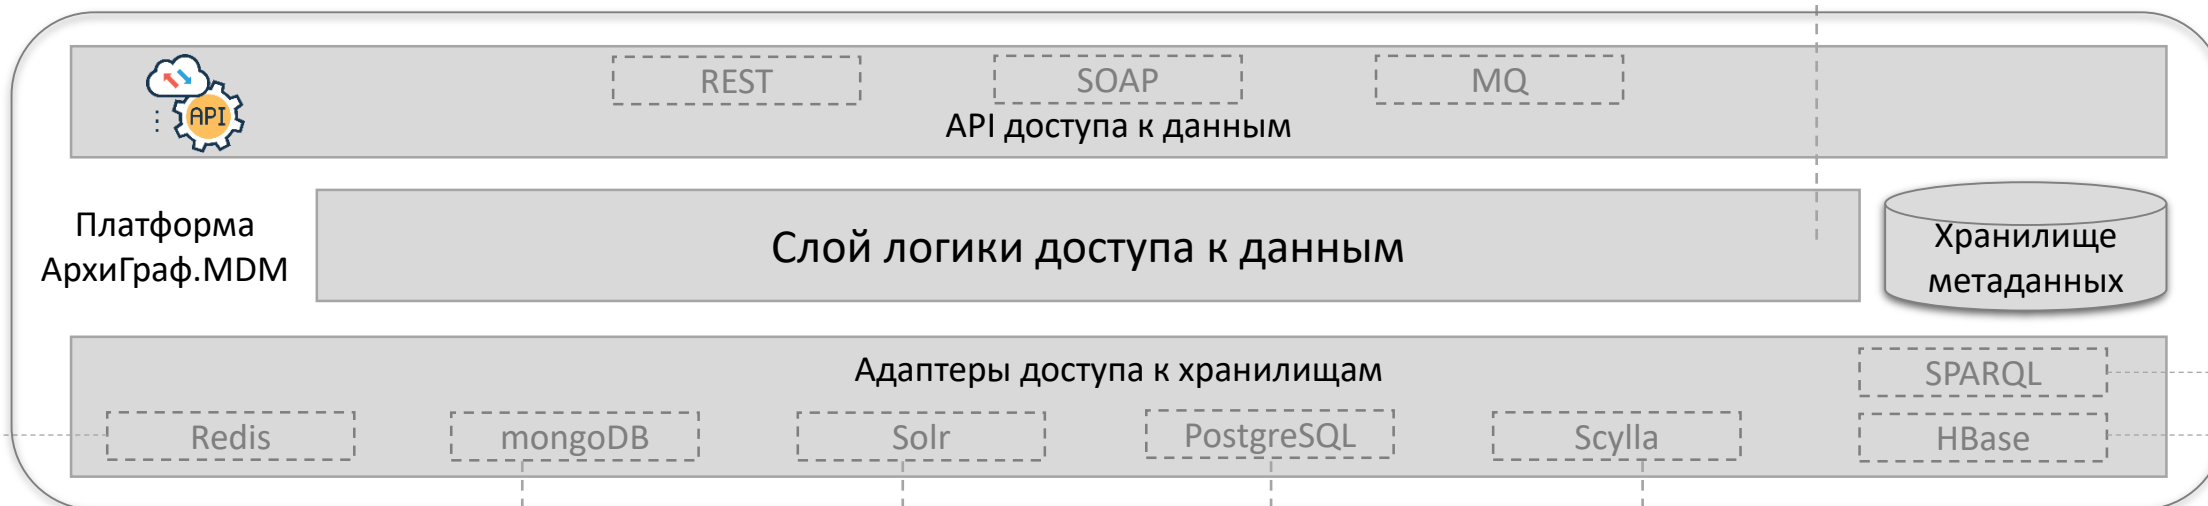 REST
SOAP
MQ
API
API доступа к данным
Платформа
АрхиГраф.MDM
Слой логики доступа к данным
Хранилище
метаданных
Адаптеры доступа к хранилищам
SPARQL
Redis
mongoDB
Solr
PostgreSQL
Scylla
HBase